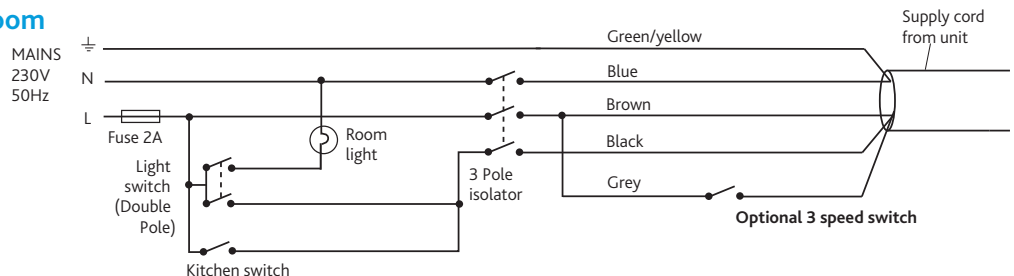 oom
MAINS
230V
50Hz
N
L
Fuse 2A
Light
switch
(Double
Pole)
Kitchen switch
Room
light
3 Pole
isolator
Green/yellow
Blue
Brown
Black
Grey
Optional 3 speed switch
Supply cord
from unit